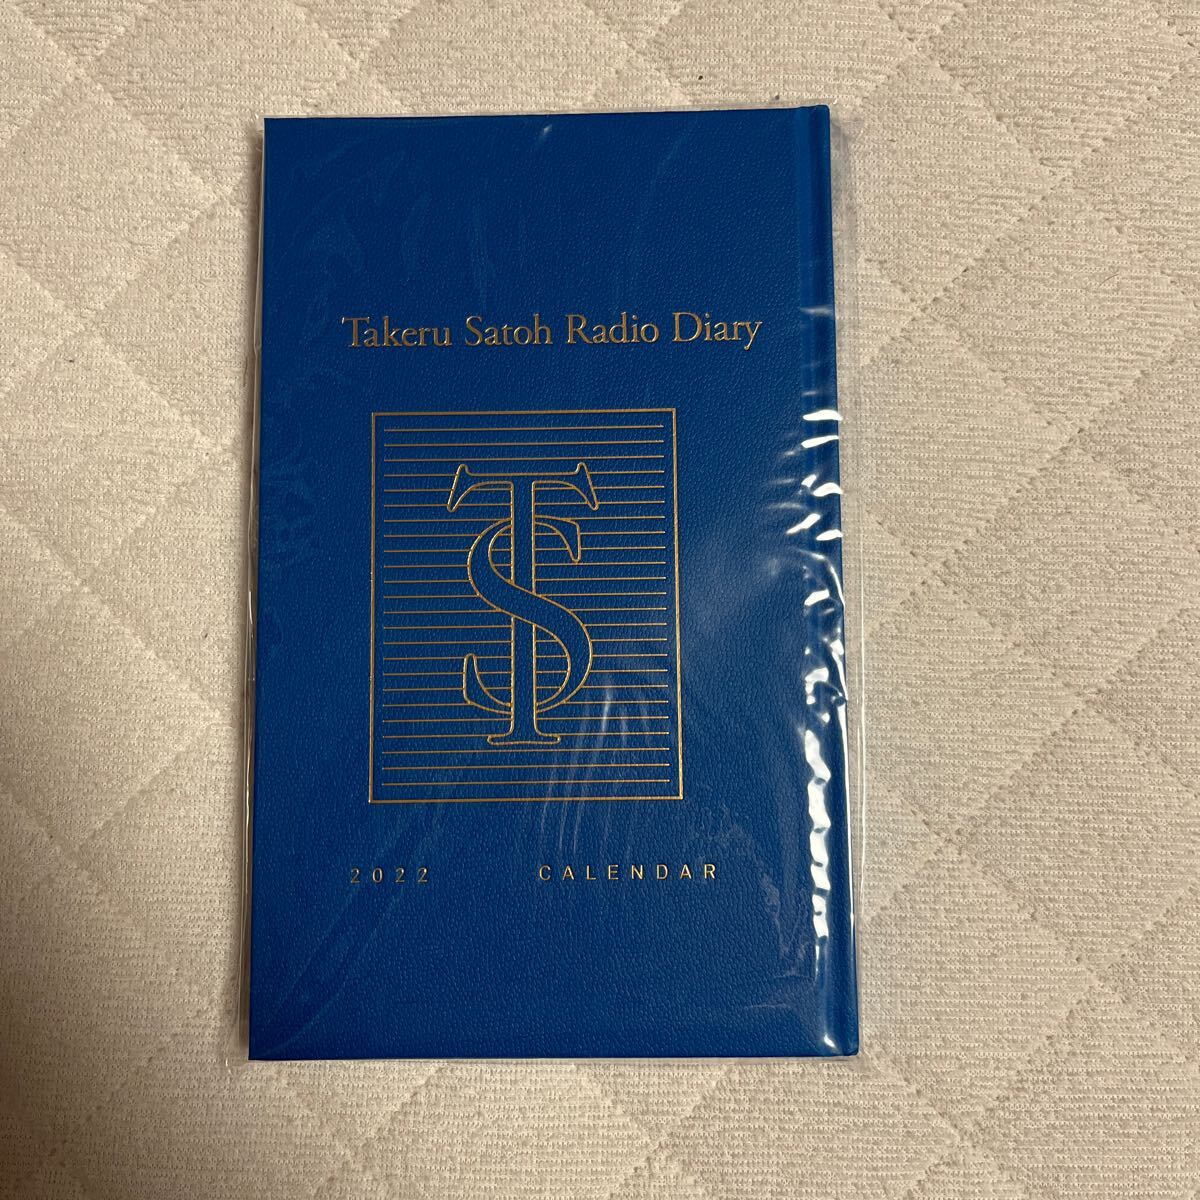 Takeru Satoh Radio Diary
TS
2022 CALENDAR